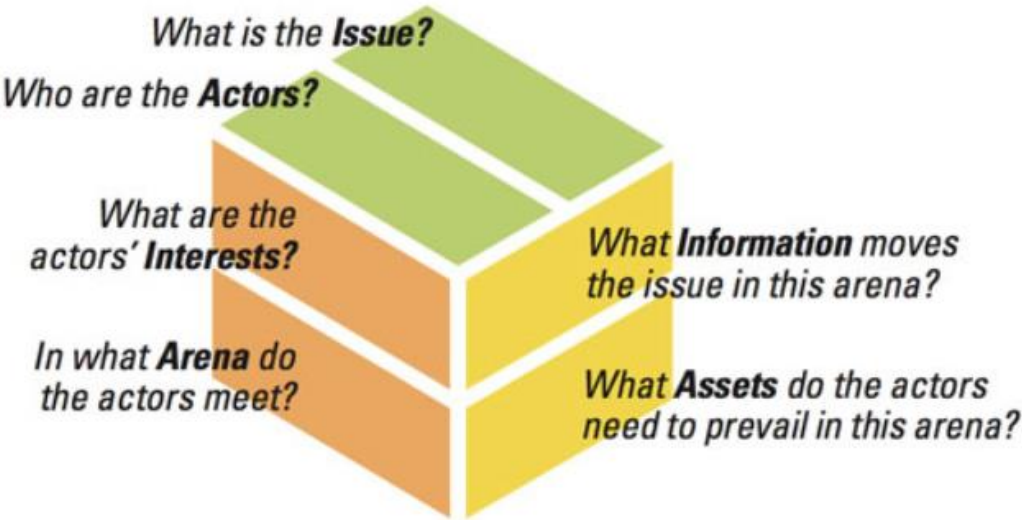 What is the Issue?
Who are the Actors?
What are the
actors' Interests?
In what Arena do
the actors meet?
What Information moves
the issue in this arena?
What Assets do the actors
need to prevail in this arena?